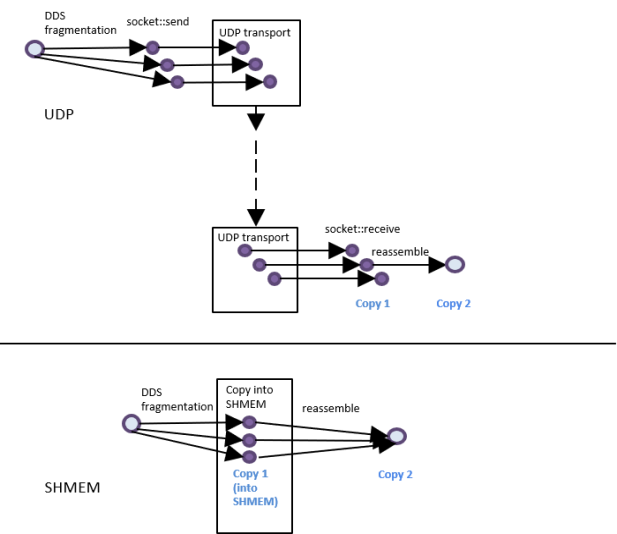 DDS
fragmentation
socket::send
UDP transport
UDP
UDP transport
socket::receive
reassemble
Copy 1
Copy 2
DDS
fragmentation
Copy into
SHMEM
reassemble
Copy 1
(into
SHMEM)
Copy 2
SHMEM